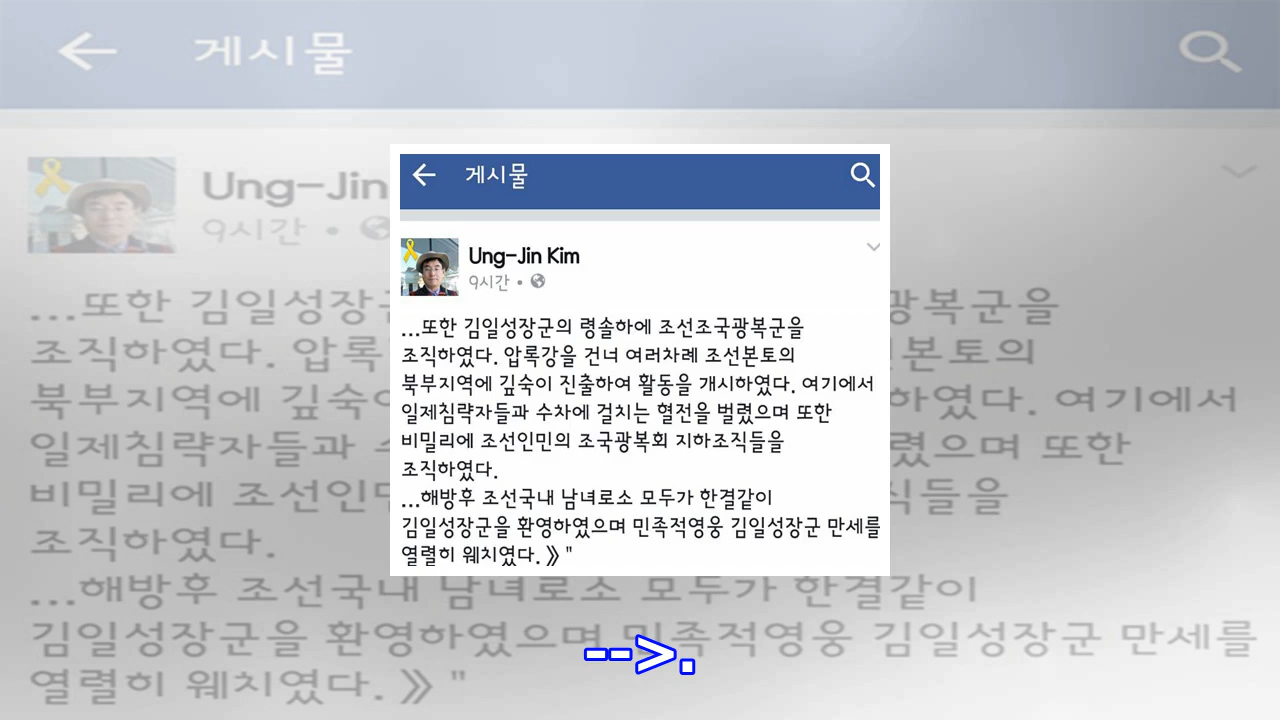 게시물
Ung-Jin Kim
9시간 •
...또한 김일성장군의 령솔하에 조선조국광복군을
조직하였다. 압록강을 건너 여러차례 조선본토의
북부지역에 깊숙이 진출하여 활동을 개시하였다. 여기에서
일제침략자들과 수차에 걸치는 혈전을 벌렸으며 또한
비밀리에 조선인민의 조국광복회 지하조직들을
조직하였다.
...해방후 조선국내 남녀로소 모두가 한결같이
김일성장군을 환영하였으며 민족적영웅 김일성장군 만세를
열렬히 웨치였다. 》"
-->.